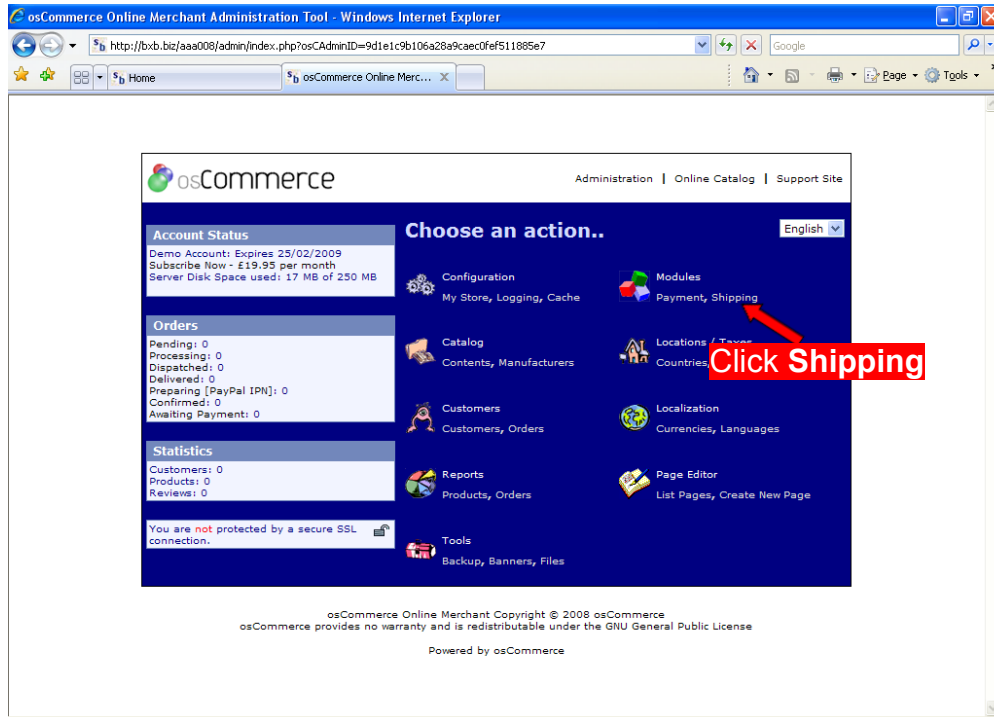 osCommerce Online Merchant Administration Tool - Windows Internet Explorer
http://bxb.biz/aaa008/admin/index.php?osCAdminID=9d1e1c9b106a28a9caec0fef511885e7
Google
Home
osCommerce Online Merc...
Page
Tools
osCommerce
Administration | Online Catalog | Support Site
Choose an action..
English
Account Status
Demo Account: Expires 25/02/2009
Subscribe Now - £19.95 per month
Server Disk Space used: 17 MB of 250 MB
Orders
Pending: 0
Processing: 0
Dispatched: 0
Delivered: 0
Preparing [PayPal IPN]: 0
Confirmed: 0
Awaiting Payment: 0
Statistics
Customers: 0
Products: 0
Reviews: 0
You are not protected by a secure SSL
connection.
Configuration
My Store, Logging, Cache
Modules
Payment, Shipping
Catalog
Contents, Manufacturers
Locations / Taxes
Countries,
Click Shipping
Customers
Customers, Orders
Localization
Currencies, Languages
Reports
Products, Orders
Page Editor
List Pages, Create New Page
Tools
Backup, Banners, Files
osCommerce Online Merchant Copyright © 2008 osCommerce
osCommerce provides no warranty and is redistributable under the GNU General Public License
Powered by osCommerce